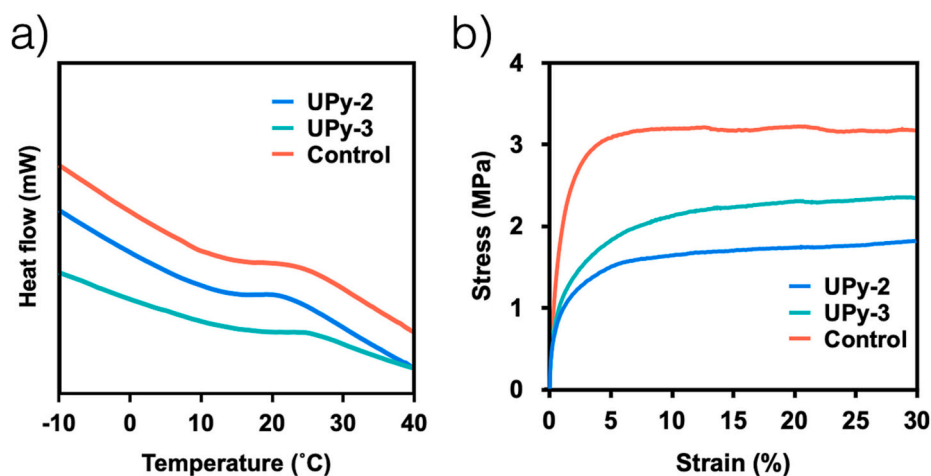 a)
Heat flow (mW)
UPy-2
UPy-3
Control
-10 0 10 20 30 40
Temperature (˚C)
b)
Stress (MPa)
4
3
2
1
0
UPy-2
UPy-3
Control
0 5 10 15 20 25 30
Strain (%)